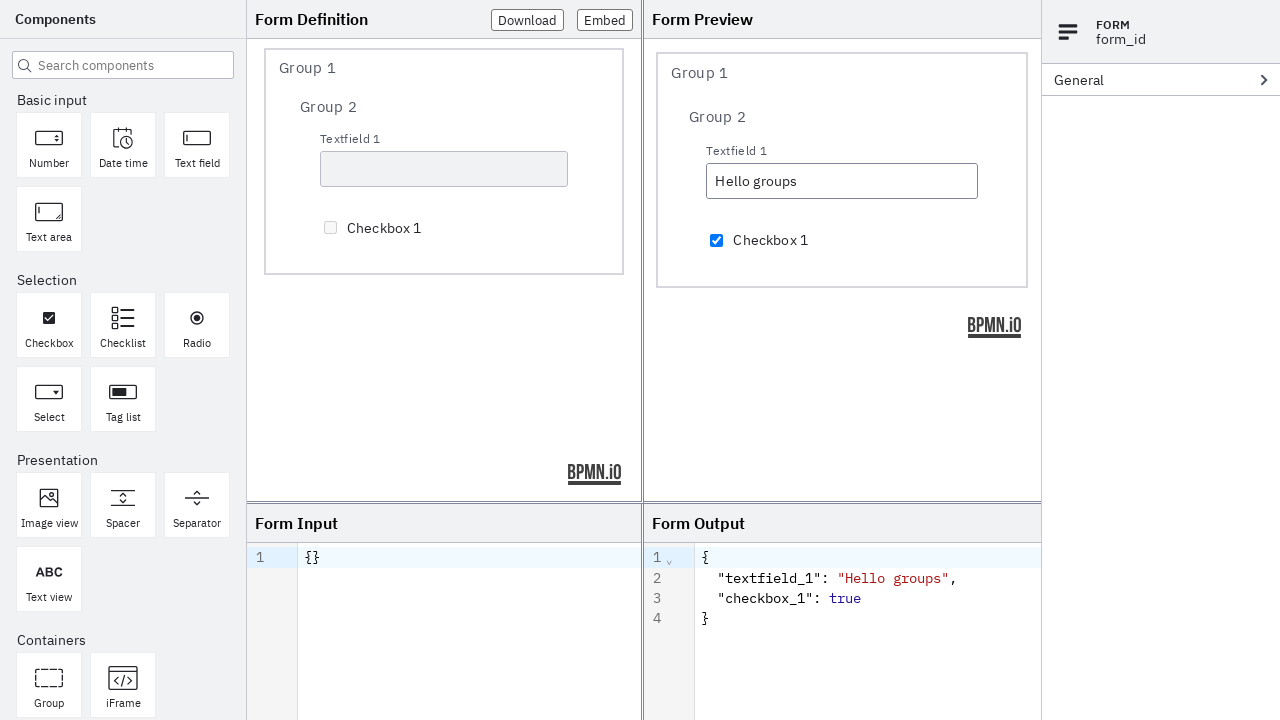 Components
Search components
Basic input
Number
Date time
Text field
Text area
Selection
Checkbox
Checklist
Radio
Select
Tag list
Presentation
Image view
Spacer
Separator
ABC
Text view
Containers
Group
iFrame
Form Definition
Download
Embed
Group 1
Group 2
Textfield 1
Checkbox 1
BPMN.iO
Form Preview
Group 1
Group 2
Textfield 1
Hello groups
Checkbox 1
BPMN.iO
Form Input
1 {}
Form Output
1 {
2 "textfield_1": "Hello groups",
3 "checkbox_1": true
4 }
FORM
form_id
General